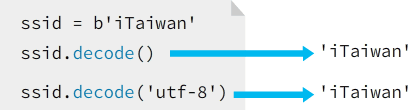 ssid = b'iTaiwan'
ssid.decode() 'iTaiwan'
ssid.decode('utf-8') 'iTaiwan'